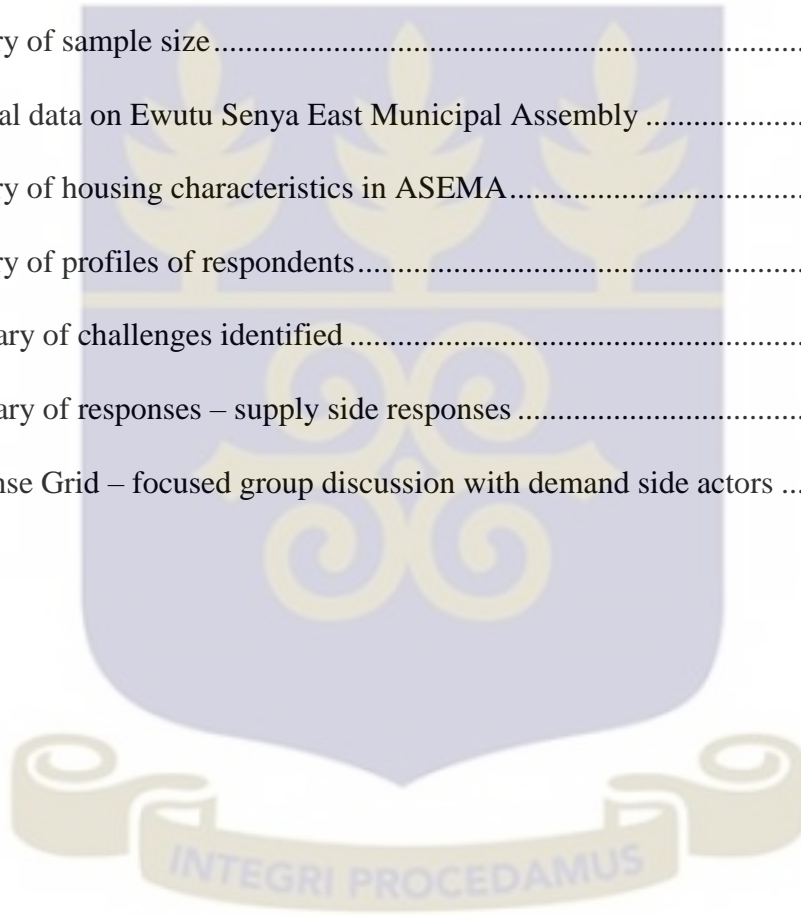 ry of sample size................................................................................
al data on Ewutu Senya East Municipal Assembly ......................
ry of housing characteristics in ASEMA.........................................
ry of profiles of respondents............................................................
ary of challenges identified .............................................................
ary of responses – supply side responses ........................................
nse Grid – focused group discussion with demand side actors ...
INTEGRI PROCEDAMUS